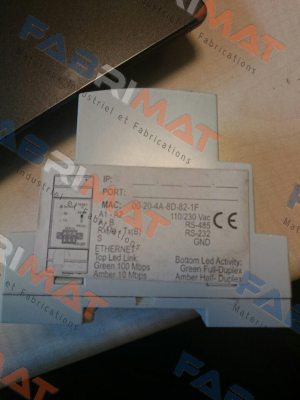 FABRIMAT
Industriel et Fabrications
IP:
PORT:
MAC: 00-20-4A-8D-82-1F
A1 - A2 110/230 Vac
A - B RS-485
RS-232
S GND
ETHERNET
Top Led Link: Bottom Led Activity:
Green 100 Mbps Green Full-Duplex
Amber 10 Mbps Amber Half- Duplex
CE